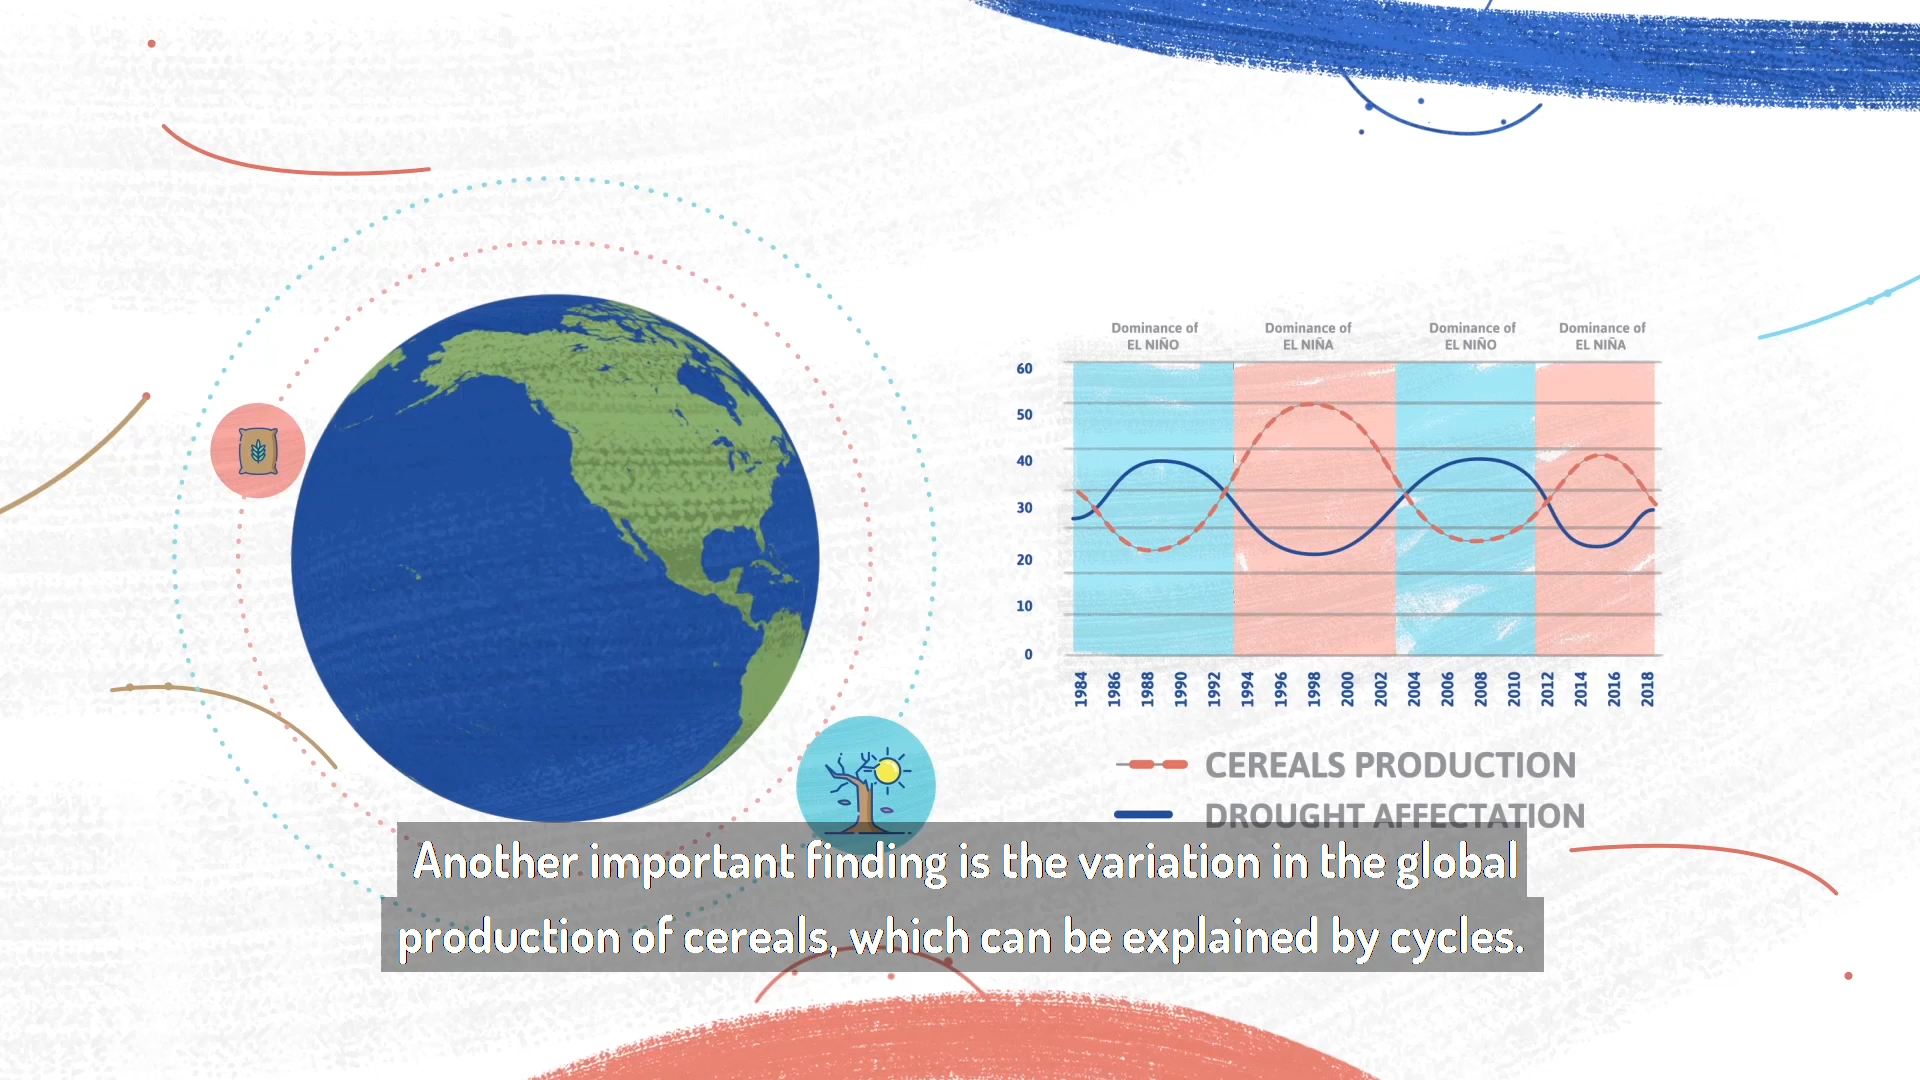 Dominance of
EL NIÑO
Dominance of
EL NIÑA
Dominance of
EL NIÑO
Dominance of
EL NIÑA
60
50
40
30
20
10
0
1984
1986
1988
1990
1992
1994
1996
1998
2000
2002
2004
2006
2008
2010
2012
2014
2016
2018
CEREALS PRODUCTION
DROUGHT AFFECTATION
Another important finding is the variation in the global
production of cereals, which can be explained by cycles.